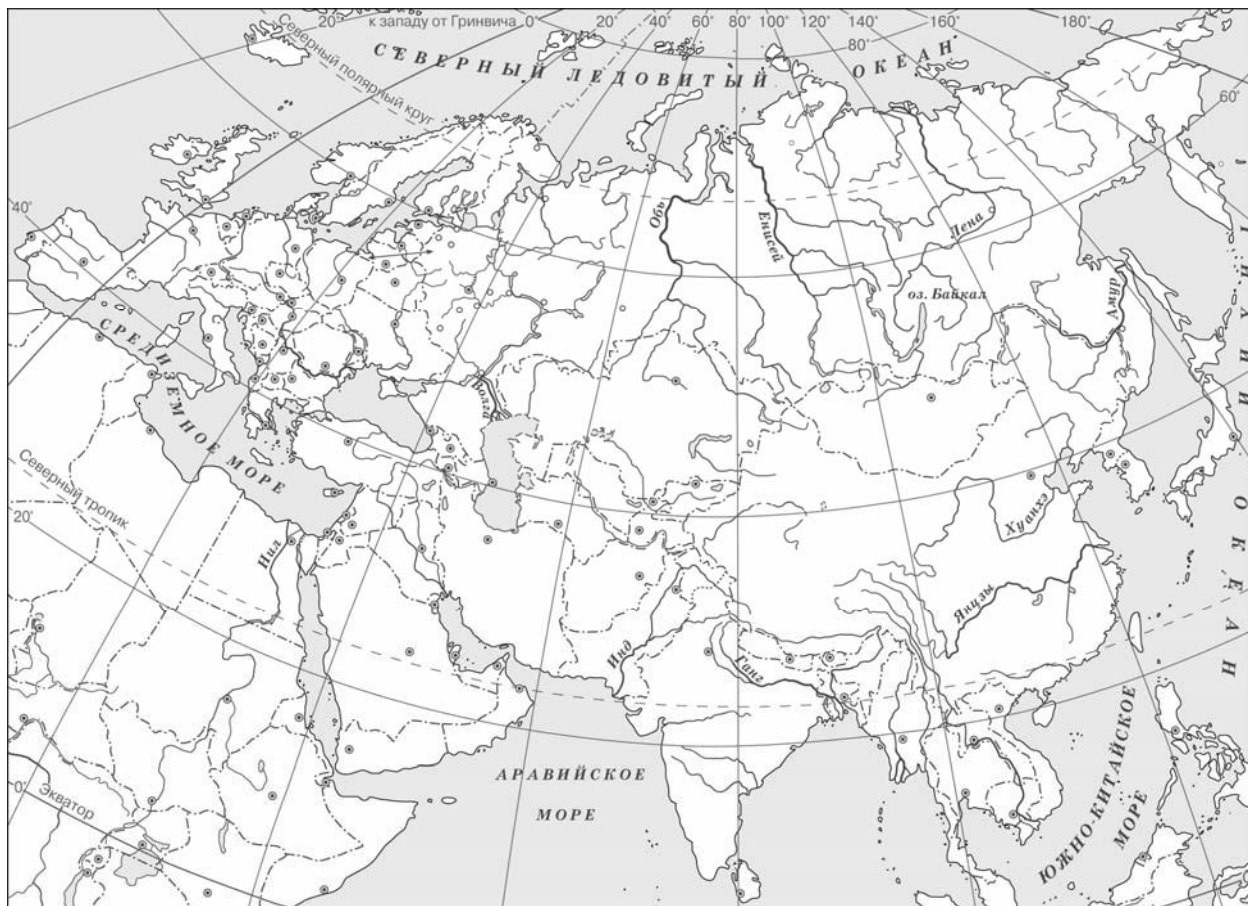 20° к западу от Гринвича 0° 20° 40° 60° 80° 100° 120° 140° 160° 180°
Северный полярный круг
СЕВЕРНЫЙ ЛЕДОВИТЫЙ ОКЕАН
80°
60°
40°
Обь
Енисей
Лена
оз. Байкал
Амур
ТИХИЙ ОКЕАН
СРЕДИЗЕМНОЕ МОРЕ
Волга
Северный тропик
20°
Нил
Хуанхэ
Янцзы
Инд
Ганг
Экватор
0°
АРАВИЙСКОЕ
МОРЕ
ЮЖНО-КИТАЙСКОЕ
МОРЕ